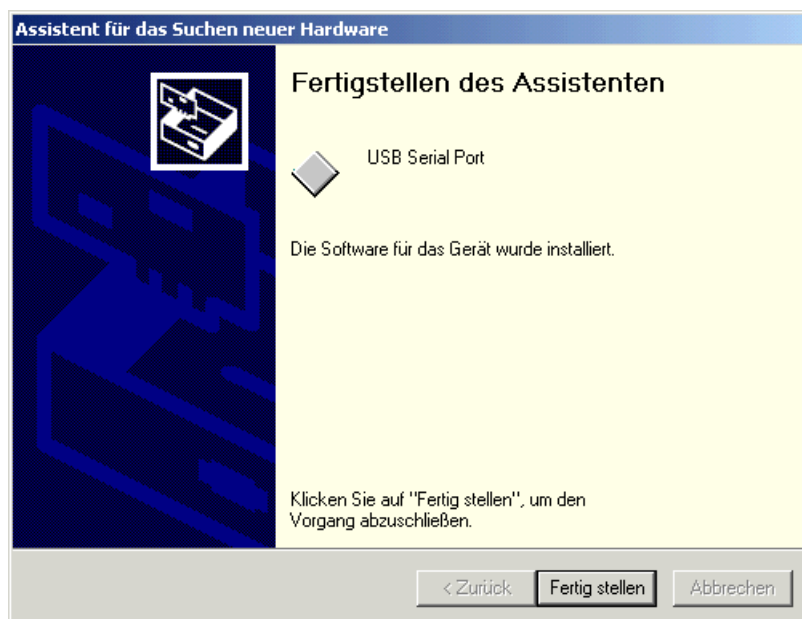 Assistent für das Suchen neuer Hardware
Fertigstellen des Assistenten
USB Serial Port
Die Software für das Gerät wurde installiert.
Klicken Sie auf "Fertig stellen", um den
Vorgang abzuschließen.
< Zurück
Fertig stellen
Abbrechen